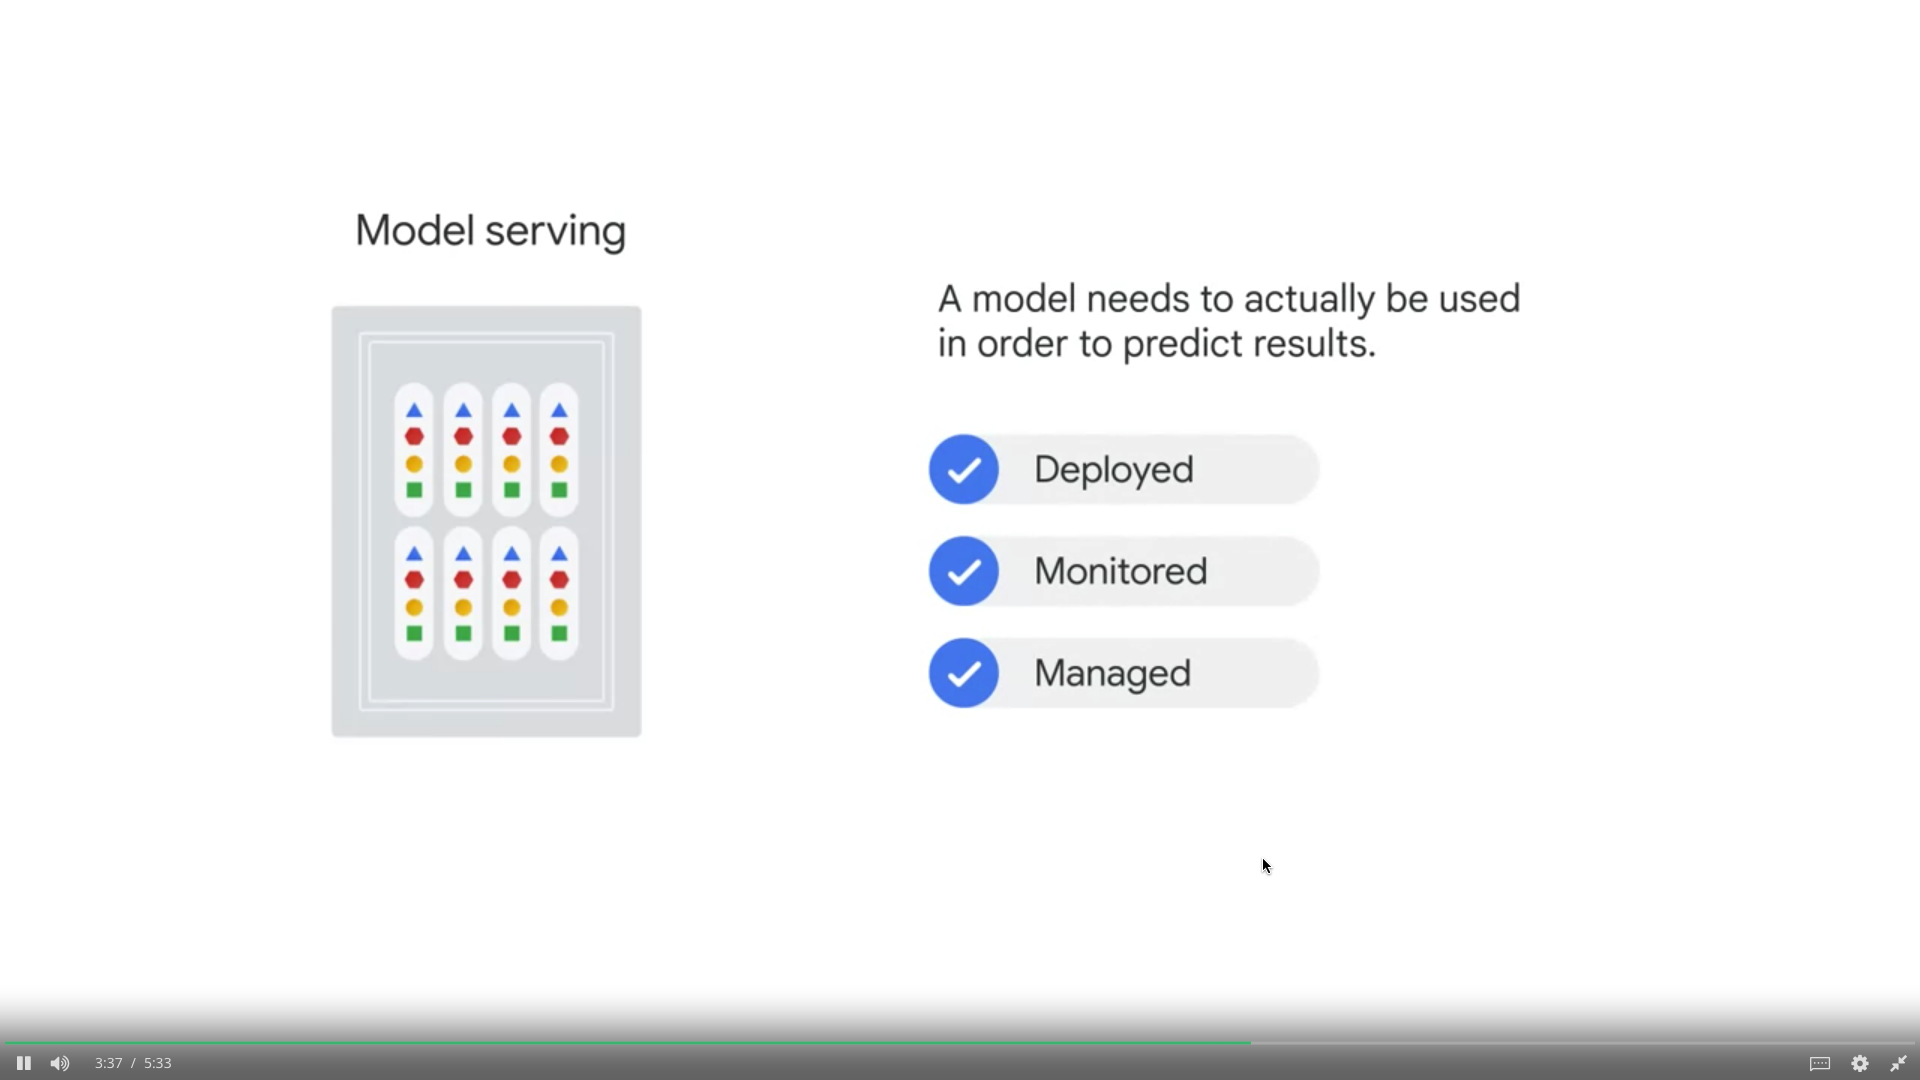 Model serving
A model needs to actually be used
in order to predict results.
Deployed
Monitored
Managed
3:37 / 5:33